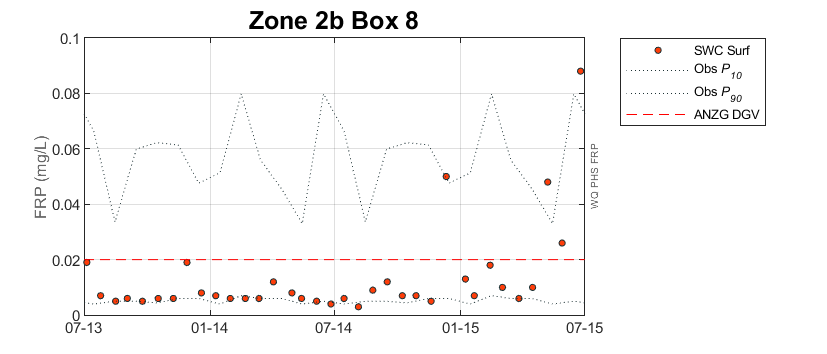 Zone 2b Box 8
0.1
0.08
0.06
0.04
0.02
0
FRP (mg/L)
07-13
01-14
07-14
01-15
07-15
WQ PHS FRP
SWC Surf
Obs P10
Obs P90
ANZG DGV